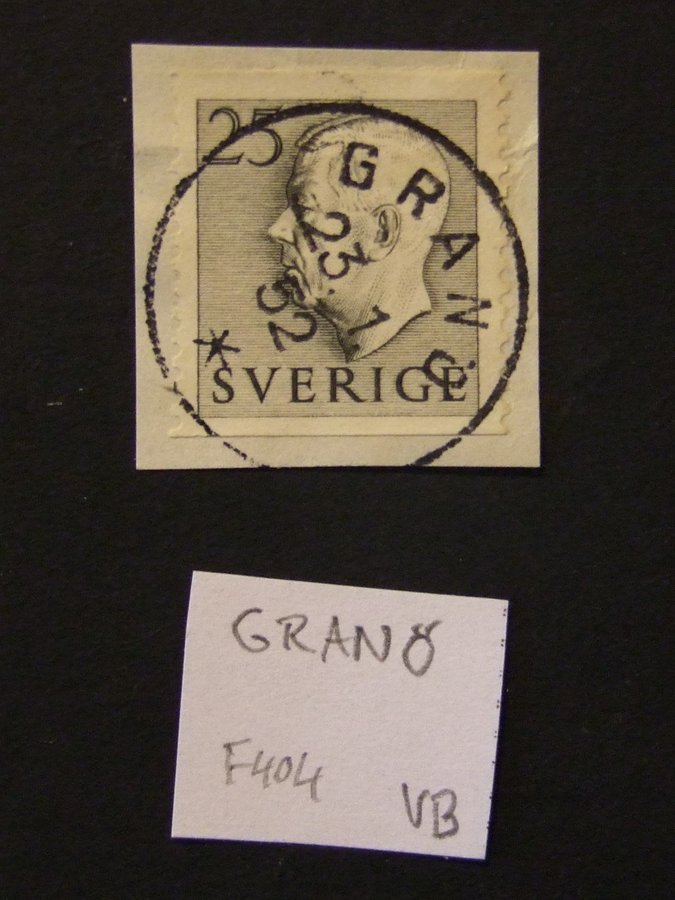 25
GRANÖ
23. 1.
52
*
SVERIGE
GRANÖ
F404
VB